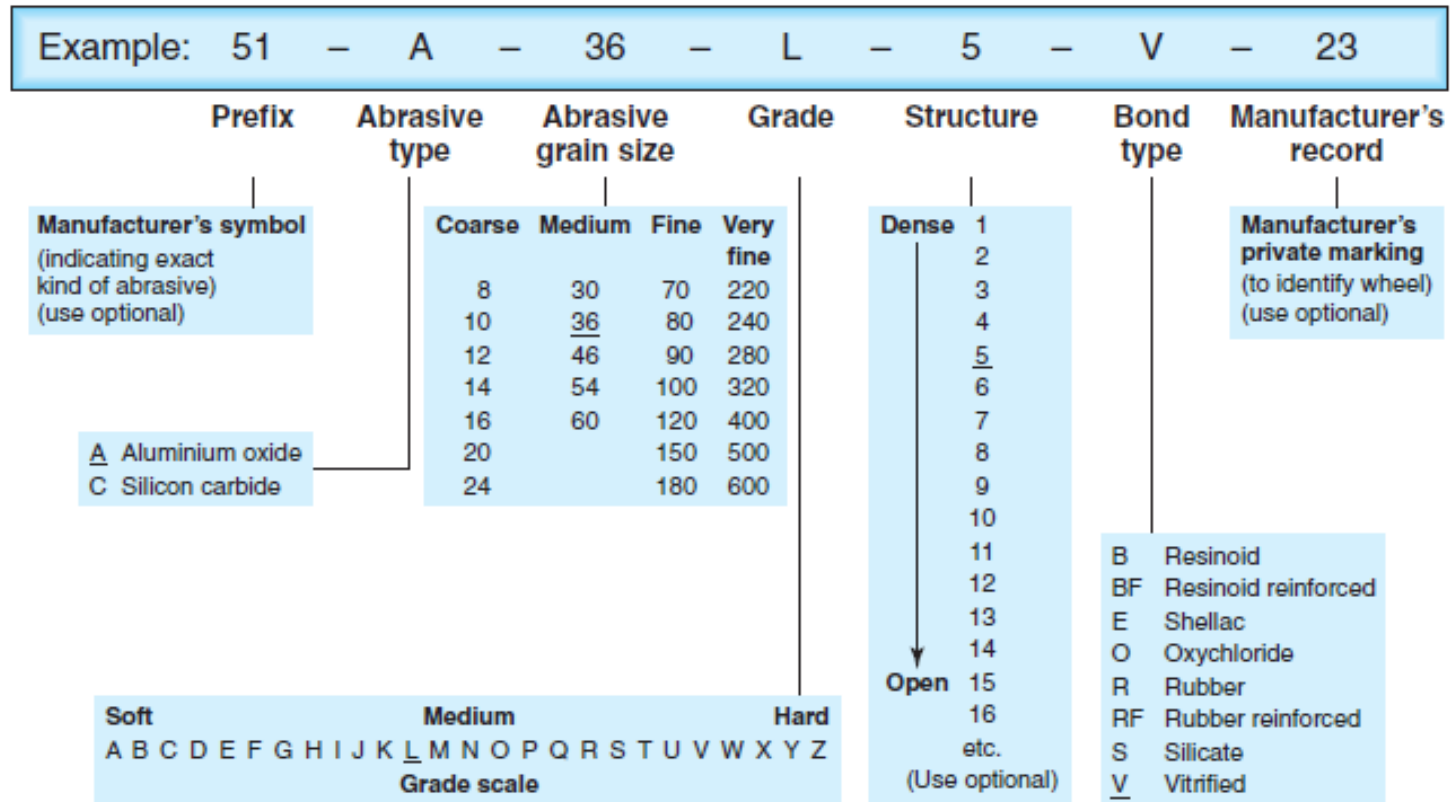 Example: 51 – A – 36 – L – 5 – V – 23
Prefix
Abrasive
type
Abrasive
grain size
Grade
Structure
Bond
type
Manufacturer's
record
Manufacturer's symbol
(indicating exact
kind of abrasive)
(use optional)
A Aluminium oxide
C Silicon carbide
Coarse Medium Fine Very
fine
8 30 70 220
10 36 80 240
12 46 90 280
14 54 100 320
16 60 120 400
20 150 500
24 180 600
Soft Medium Hard
A B C D E F G H I J K L M N O P Q R S T U V W X Y Z
Grade scale
Dense 1
2
3
4
5
6
7
8
9
10
11
12
13
14
Open 15
16
etc.
(Use optional)
B Resinoid
BF Resinoid reinforced
E Shellac
O Oxychloride
R Rubber
RF Rubber reinforced
S Silicate
V Vitrified
Manufacturer's
private marking
(to identify wheel)
(use optional)